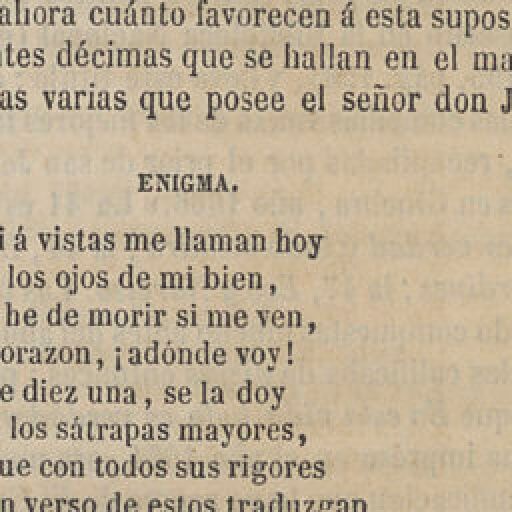 ahora cuánto favorecen á esta supos
ntes décimas que se hallan en el ma
as varias que posee el señor don J
ENIGMA.
i á vistas me llaman hoy
los ojos de mi bien,
he de morir si me ven,
orazon, ¡adónde voy!
e diez una, se la doy
los sátrapas mayores,
ue con todos sus rigores
n verso de estos traduzgan